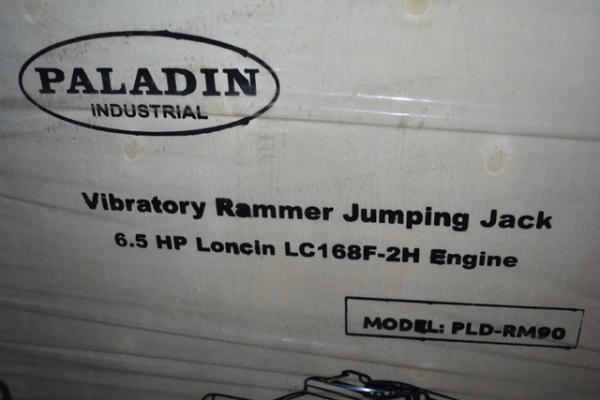 PALADIN
INDUSTRIAL
Vibratory Rammer Jumping Jack
6.5 HP Loncin LC168F-2H Engine
MODEL: PLD-RM90